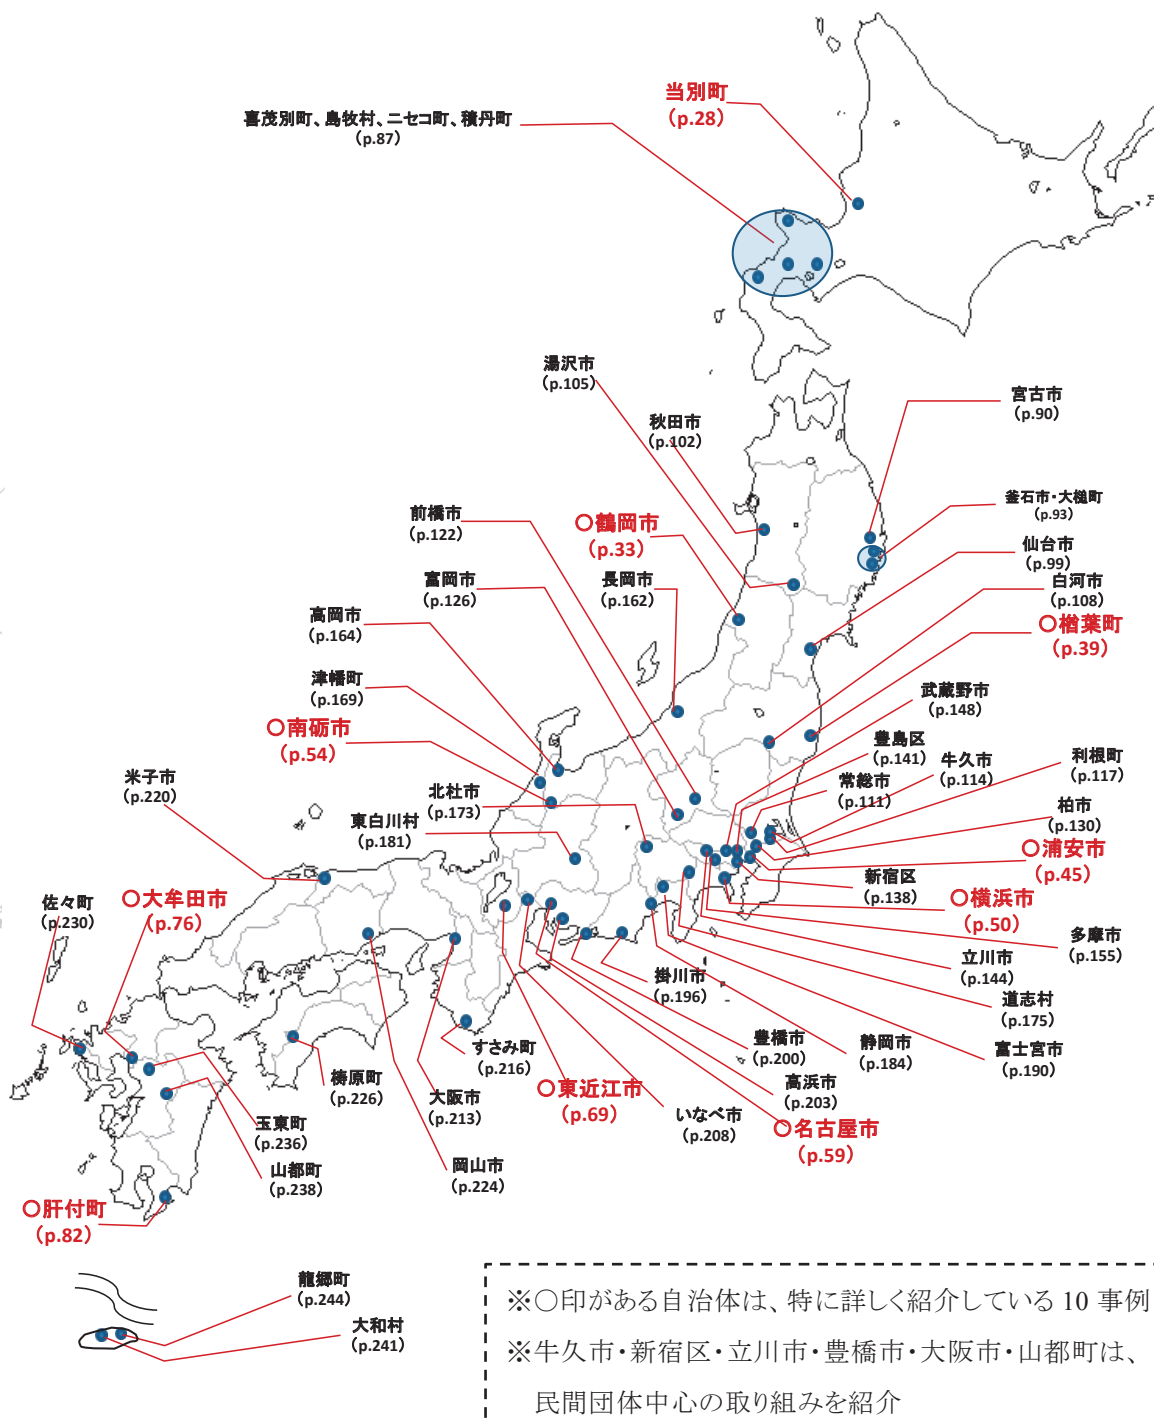 当別町
(p.28)
喜茂別町、島牧村、ニセコ町、積丹町
(p.87)
湯沢市
(p.105)
宮古市
(p.90)
秋田市
(p.102)
釜石市・大槌町
(p.93)
前橋市
(p.122)
○鶴岡市
(p.33)
仙台市
(p.99)
富岡市
(p.126)
長岡市
(p.162)
白河市
(p.108)
高岡市
(p.164)
○楢葉町
(p.39)
津幡町
(p.169)
武蔵野市
(p.148)
○南砺市
(p.54)
豊島区
(p.141)
牛久市
(p.114)
利根町
(p.117)
米子市
(p.220)
北杜市
(p.173)
常総市
(p.111)
柏市
(p.130)
東白川村
(p.181)
○浦安市
(p.45)
新宿区
(p.138)
佐々町
(p.230)
○大牟田市
(p.76)
○横浜市
(p.50)
多摩市
(p.155)
立川市
(p.144)
掛川市
(p.196)
道志村
(p.175)
すさみ町
(p.216)
豊橋市
(p.200)
静岡市
(p.184)
富士宮市
(p.190)
梼原町
(p.226)
大阪市
(p.213)
○東近江市
(p.69)
高浜市
(p.203)
玉東町
(p.236)
いなべ市
(p.208)
○名古屋市
(p.59)
山都町
(p.238)
岡山市
(p.224)
○肝付町
(p.82)
龍郷町
(p.244)
大和村
(p.241)
※○印がある自治体は、特に詳しく紹介している 10 事例
※牛久市・新宿区・立川市・豊橋市・大阪市・山都町は、
民間団体中心の取り組みを紹介